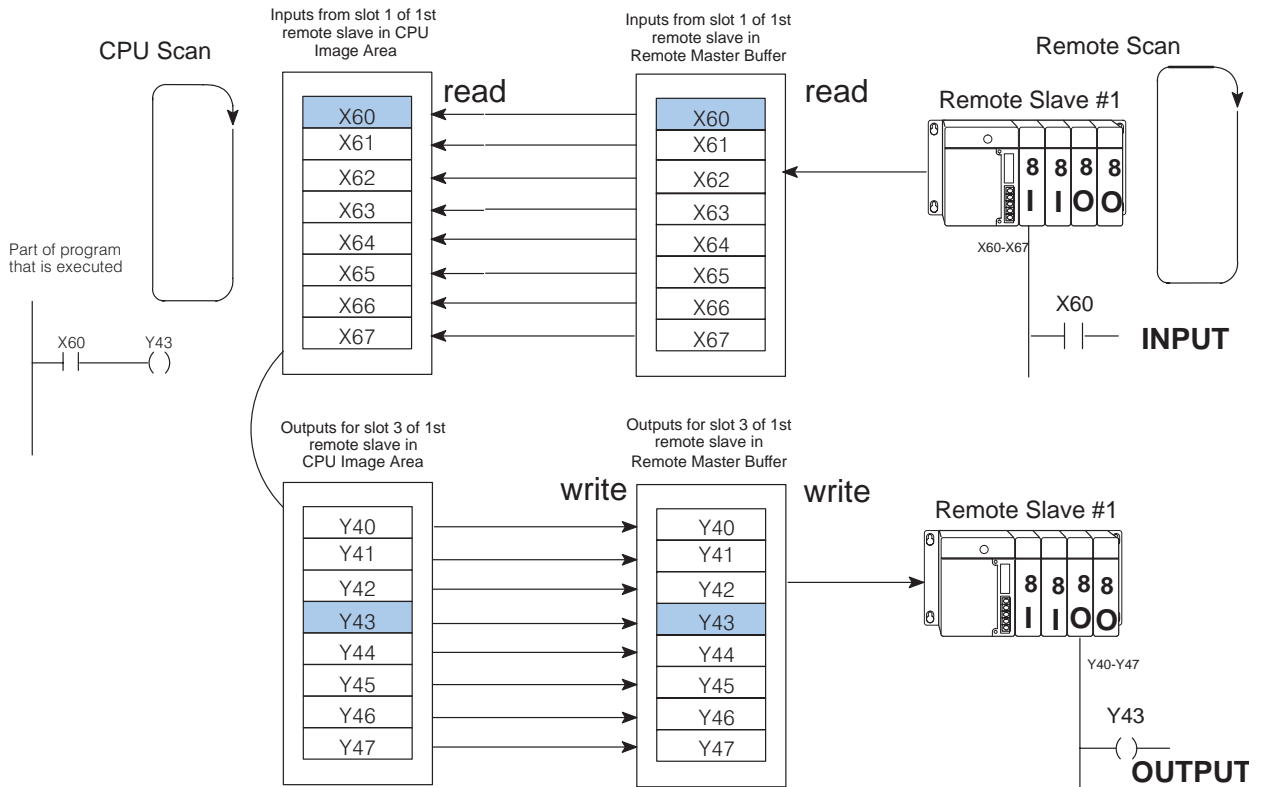 Inputs from slot 1 of 1st
remote slave in CPU
Image Area
Inputs from slot 1 of 1st
remote slave in
Remote Master Buffer
CPU Scan
Remote Scan
read
read
Remote Slave #1
X60
X61
X62
X63
X64
X65
X66
X67
X60
X61
X62
X63
X64
X65
X66
X67
8 8 8 8
I I O O
X60-X67
X60
INPUT
Part of program
that is executed
X60 Y43
Outputs for slot 3 of 1st
remote slave in
CPU Image Area
Outputs for slot 3 of 1st
remote slave in
Remote Master Buffer
write
write
Remote Slave #1
Y40
Y41
Y42
Y43
Y44
Y45
Y46
Y47
Y40
Y41
Y42
Y43
Y44
Y45
Y46
Y47
8 8 8 8
I I O O
Y40-Y47
Y43
OUTPUT